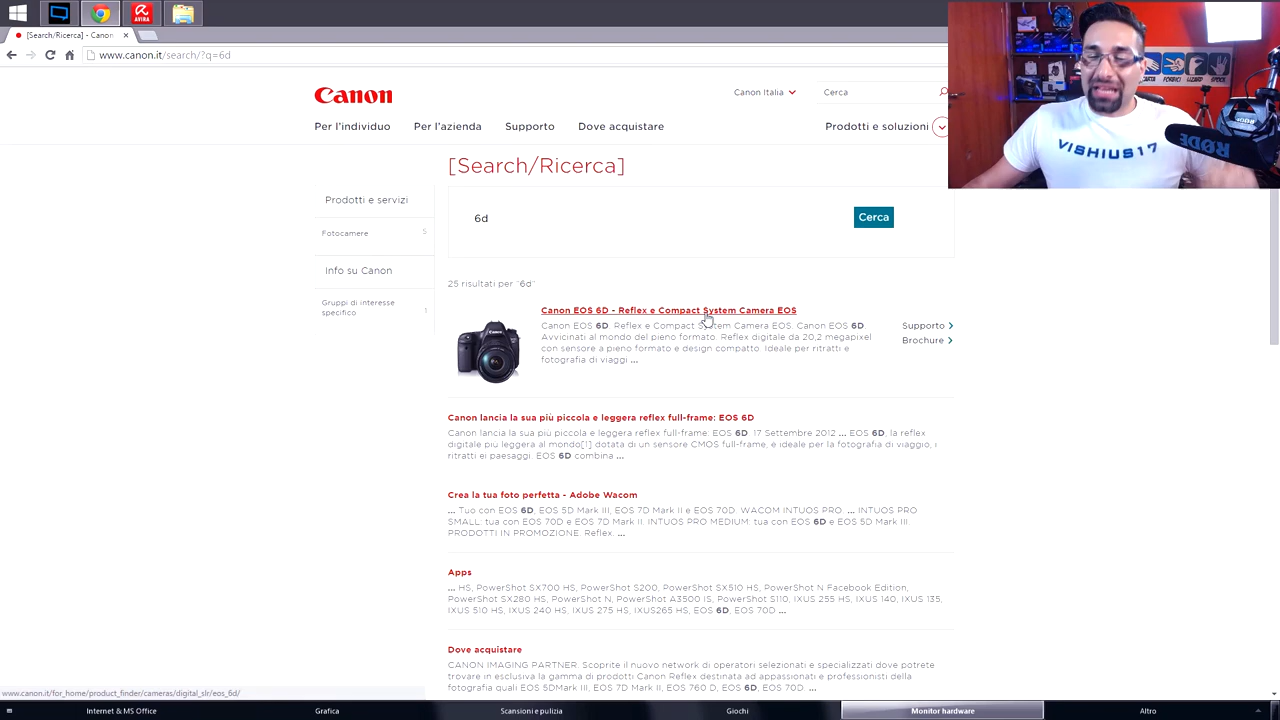 [Search/Ricerca] - Canon
www.canon.it/search/?q=6d
Canon
Canon Italia
Cerca
Per l'individuo
Per l'azienda
Supporto
Dove acquistare
Prodotti e soluzioni
[Search/Ricerca]
Prodotti e servizi
Fotocamere 5
Info su Canon
Gruppi di interesse
specifico 1
6d
Cerca
25 risultati per "6d"
Canon EOS 6D - Reflex e Compact System Camera EOS
Canon EOS 6D. Reflex e Compact System Camera EOS. Canon EOS 6D.
Avvicinati al mondo del pieno formato. Reflex digitale da 20,2 megapixel
con sensore a pieno formato e design compatto. Ideale per ritratti e
fotografia di viaggi ...
Supporto
Brochure
Canon lancia la sua più piccola e leggera reflex full-frame: EOS 6D
Canon lancia la sua più piccola e leggera reflex full-frame: EOS 6D 17 Settembre 2012 ... EOS 6D, la reflex
digitale più leggera al mondo[1] dotata di un sensore CMOS full-frame, è ideale per la fotografia di viaggio, i
ritratti ei paesaggi. EOS 6D combina ...
Crea la tua foto perfetta - Adobe Wacom
... Tuo con EOS 6D, EOS 5D Mark III, EOS 7D Mark II e EOS 70D. WACOM INTUOS PRO. ... INTUOS PRO
SMALL: tua con EOS 70D e EOS 7D Mark II. INTUOS PRO MEDIUM: tua con EOS 6D e EOS 5D Mark III.
PRODOTTI IN PROMOZIONE. Reflex. ...
Apps
... HS, PowerShot SX700 HS, PowerShot S200, PowerShot SX510 HS, PowerShot N Facebook Edition,
PowerShot SX280 HS, PowerShot N, PowerShot A3500 IS, PowerShot S110, IXUS 255 HS, IXUS 140, IXUS 135,
IXUS 510 HS, IXUS 240 HS, IXUS 275 HS, IXUS265 HS, EOS 6D, EOS 70D ...
Dove acquistare
CANON IMAGING PARTNER. Scoprite il nuovo network di operatori selezionati e specializzati dove potrete
trovare in esclusiva la gamma di prodotti Canon Reflex destinata ad appassionati e professionisti della
fotografia quali EOS 5DMark III, EOS 7D Mark II, EOS 760 D, EOS 6D, EOS 70D. ...
www.canon.it/for_home/product_finder/cameras/digital_slr/eos_6d/
Internet & MS Office
Grafica
Scansioni e pulizia
Giochi
Monitor hardware
Altro
AVIRA
VISHIUS17
RØDE
CARTA
FORBICI
LIZARD
SPOCK